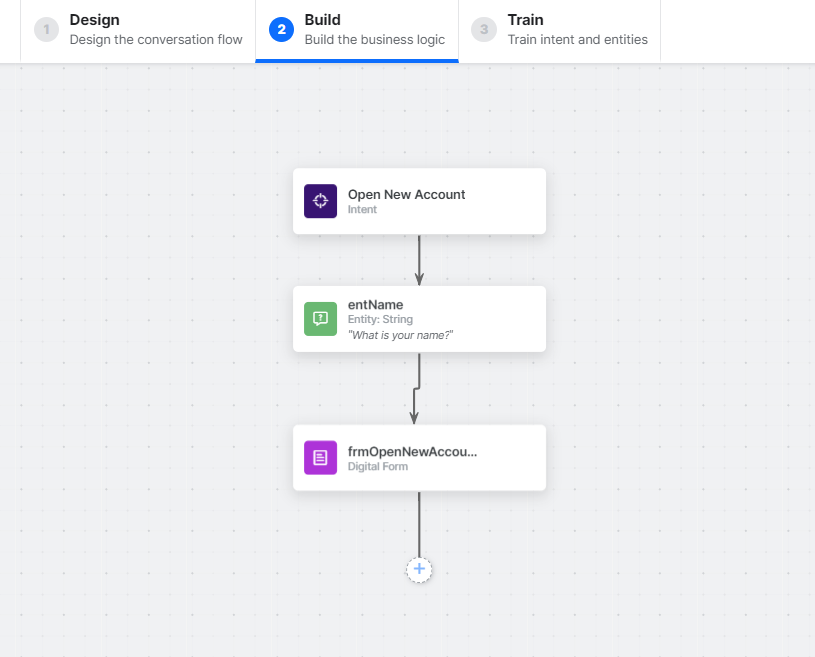 1
Design
Design the conversation flow
2
Build
Build the business logic
3
Train
Train intent and entities
Open New Account
Intent
entName
Entity: String
"What is your name?"
frmOpenNewAccou...
Digital Form